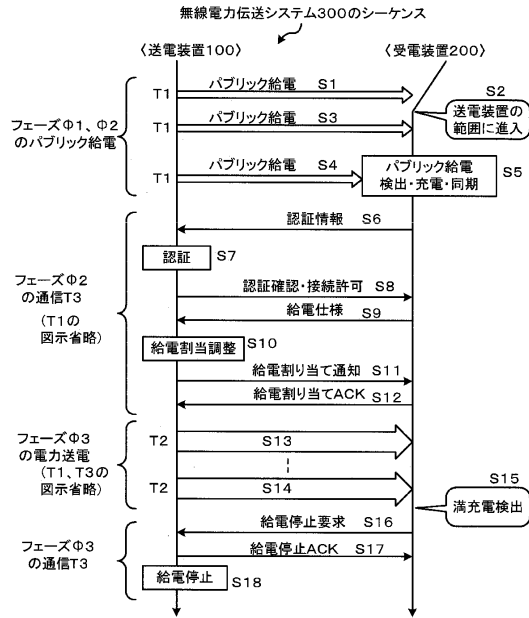 無線電力伝送システム300のシーケンス
〈送電装置100〉
〈受電装置200〉
フェーズΦ1、Φ2
のパブリック給電
T1
パブリック給電 S1
S2
送電装置の
範囲に進入
T1
パブリック給電 S3
T1
パブリック給電 S4
パブリック給電
検出・充電・同期
S5
フェーズΦ2
の通信T3
(T1の
図示省略)
認証情報 S6
認証 S7
認証確認・接続許可 S8
給電仕様 S9
給電割当調整 S10
給電割り当て通知 S11
給電割り当てACK S12
フェーズΦ3
の電力送電
(T1、T3の
図示省略)
T2
S13
T2
S14
S15
満充電検出
フェーズΦ3
の通信T3
給電停止要求 S16
給電停止ACK S17
給電停止 S18